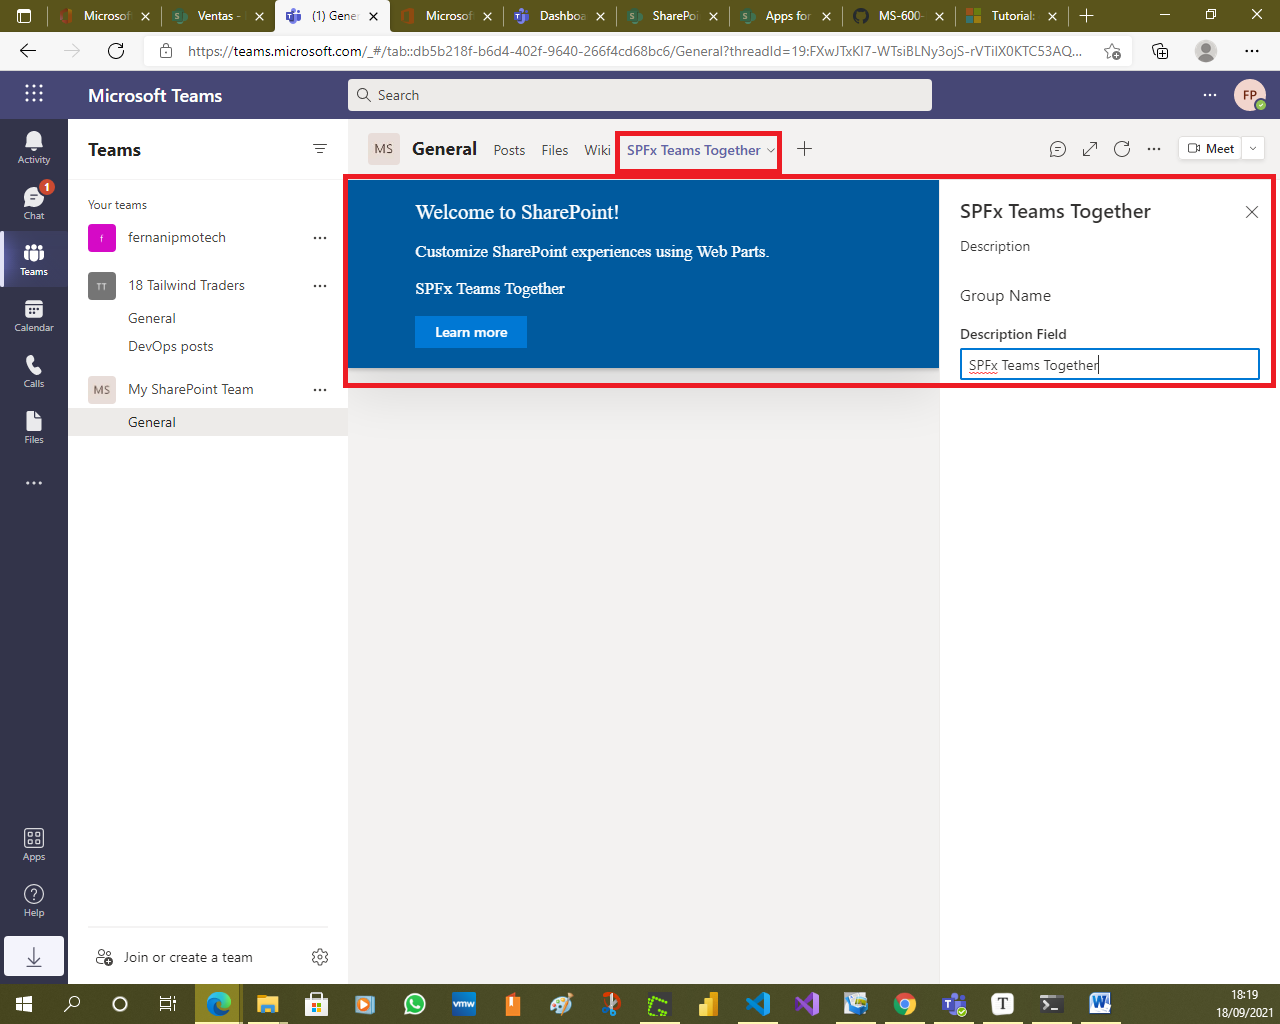 Microsof
Ventas -
(1) Gener
Microsof
Dashboa
SharePoi
Apps for
MS-600-
Tutorial:
https://teams.microsoft.com/_#/tab::db5b218f-b6d4-402f-9640-266f4cd68bc6/General?threadId=19:FXwJTxKl7-WTsiBLNy3ojS-rVTilX0KTC53AQ...
Microsoft Teams
Search
FP
Activity
1
Chat
Teams
Calendar
Calls
Files
Apps
Help
Teams
Your teams
f
fernanipmotech
TT
18 Tailwind Traders
General
DevOps posts
MS
My SharePoint Team
General
Join or create a team
MS
General
Posts
Files
Wiki
SPFx Teams Together
Meet
Welcome to SharePoint!
Customize SharePoint experiences using Web Parts.
SPFx Teams Together
Learn more
SPFx Teams Together
Description
Group Name
Description Field
SPFx Teams Together
vmw
T
18:19
18/09/2021